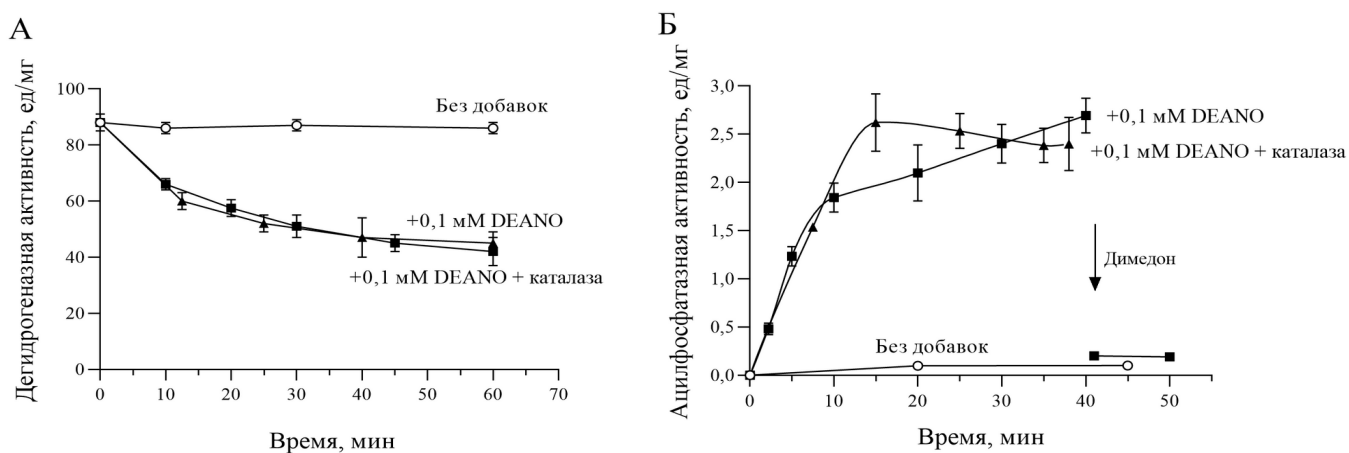 А
Дегидрогеназная активнсть, ед/мг
100
80
60
40
20
0
Без добавок
+0,1 мМ DEANO
+0,1 мМ DEANO + каталаза
0 10 20 30 40 50 60 70
Время, мин
Б
Ацилфосфатазная активность, ед/мг
3,0
2,5
2,0
1,5
1,0
0,5
0,0
+0,1 мМ DEANO
+0,1 мМ DEANO + каталаза
Димедон
Без добавок
0 10 20 30 40 50
Время, мин